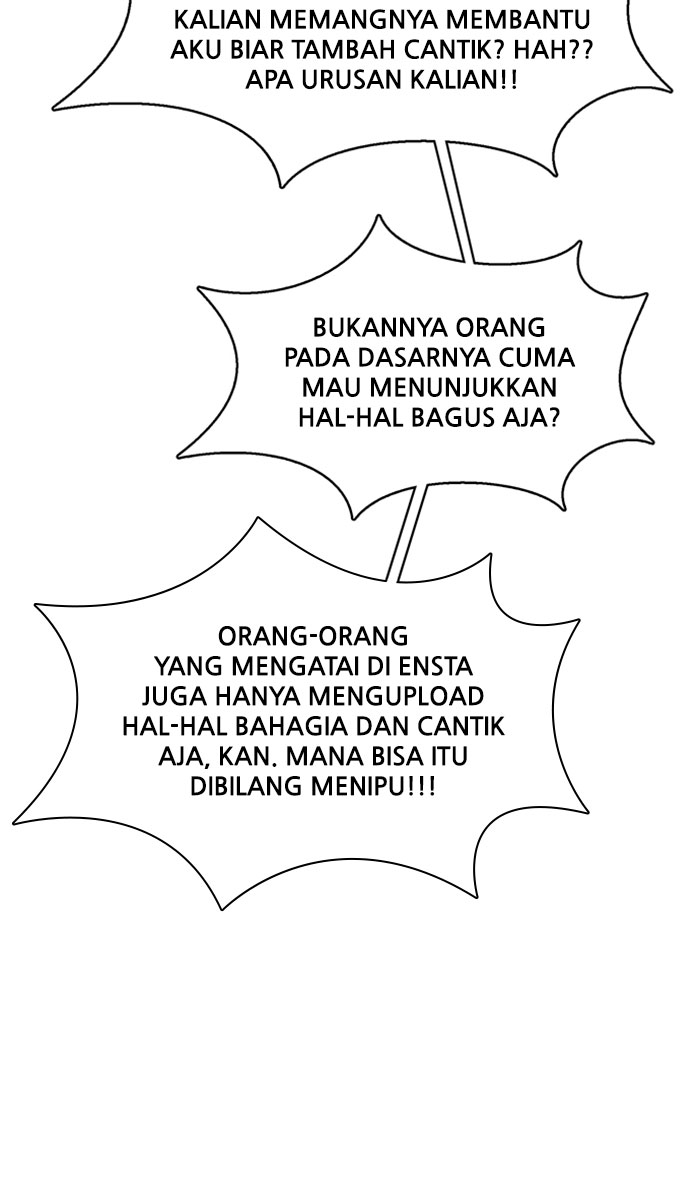 KALIAN MEMANGNYA MEMBANTU
AKU BIAR TAMBAH CANTIK? HAH??
APA URUSAN KALIAN!!
BUKANNYA ORANG
PADA DASARNYA CUMA
MAU MENUNJUKKAN
HAL-HAL BAGUS AJA?
ORANG-ORANG
YANG MENGATAI DI ENSTA
JUGA HANYA MENGUPLOAD
HAL-HAL BAHAGIA DAN CANTIK
AJA, KAN. MANA BISA ITU
DIBILANG MENIPU!!!